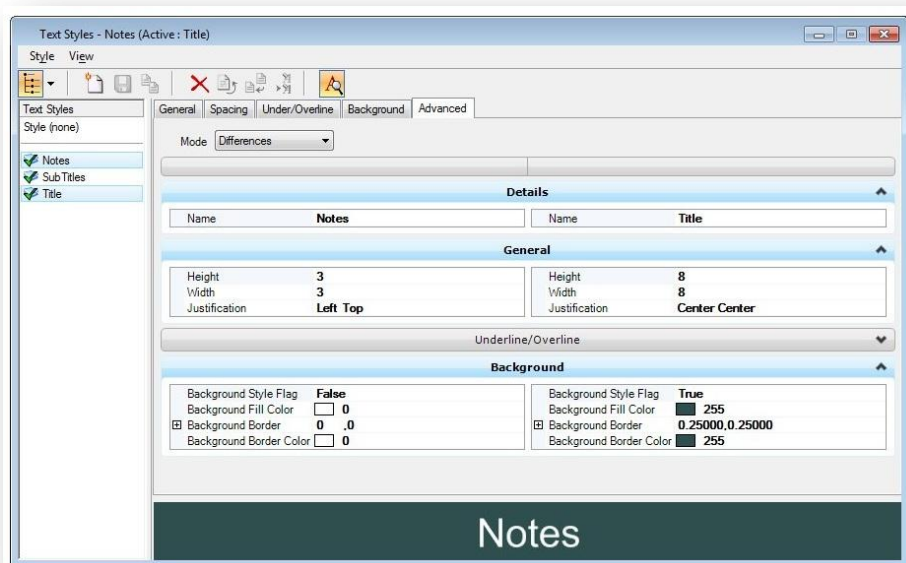 Text Styles - Notes (Active : Title)
Style View
Text Styles
Style (none)
Notes
SubTitles
Title
General Spacing Under/Overline Background Advanced
Mode Differences
Details
Name Notes Name Title
General
Height 3 Height 8
Width 3 Width 8
Justification Left Top Justification Center Center
Underline/Overline
Background
Background Style Flag False Background Style Flag True
Background Fill Color 0 Background Fill Color 255
Background Border 0 ,0 Background Border 0.25000,0.25000
Background Border Color 0 Background Border Color 255
Notes